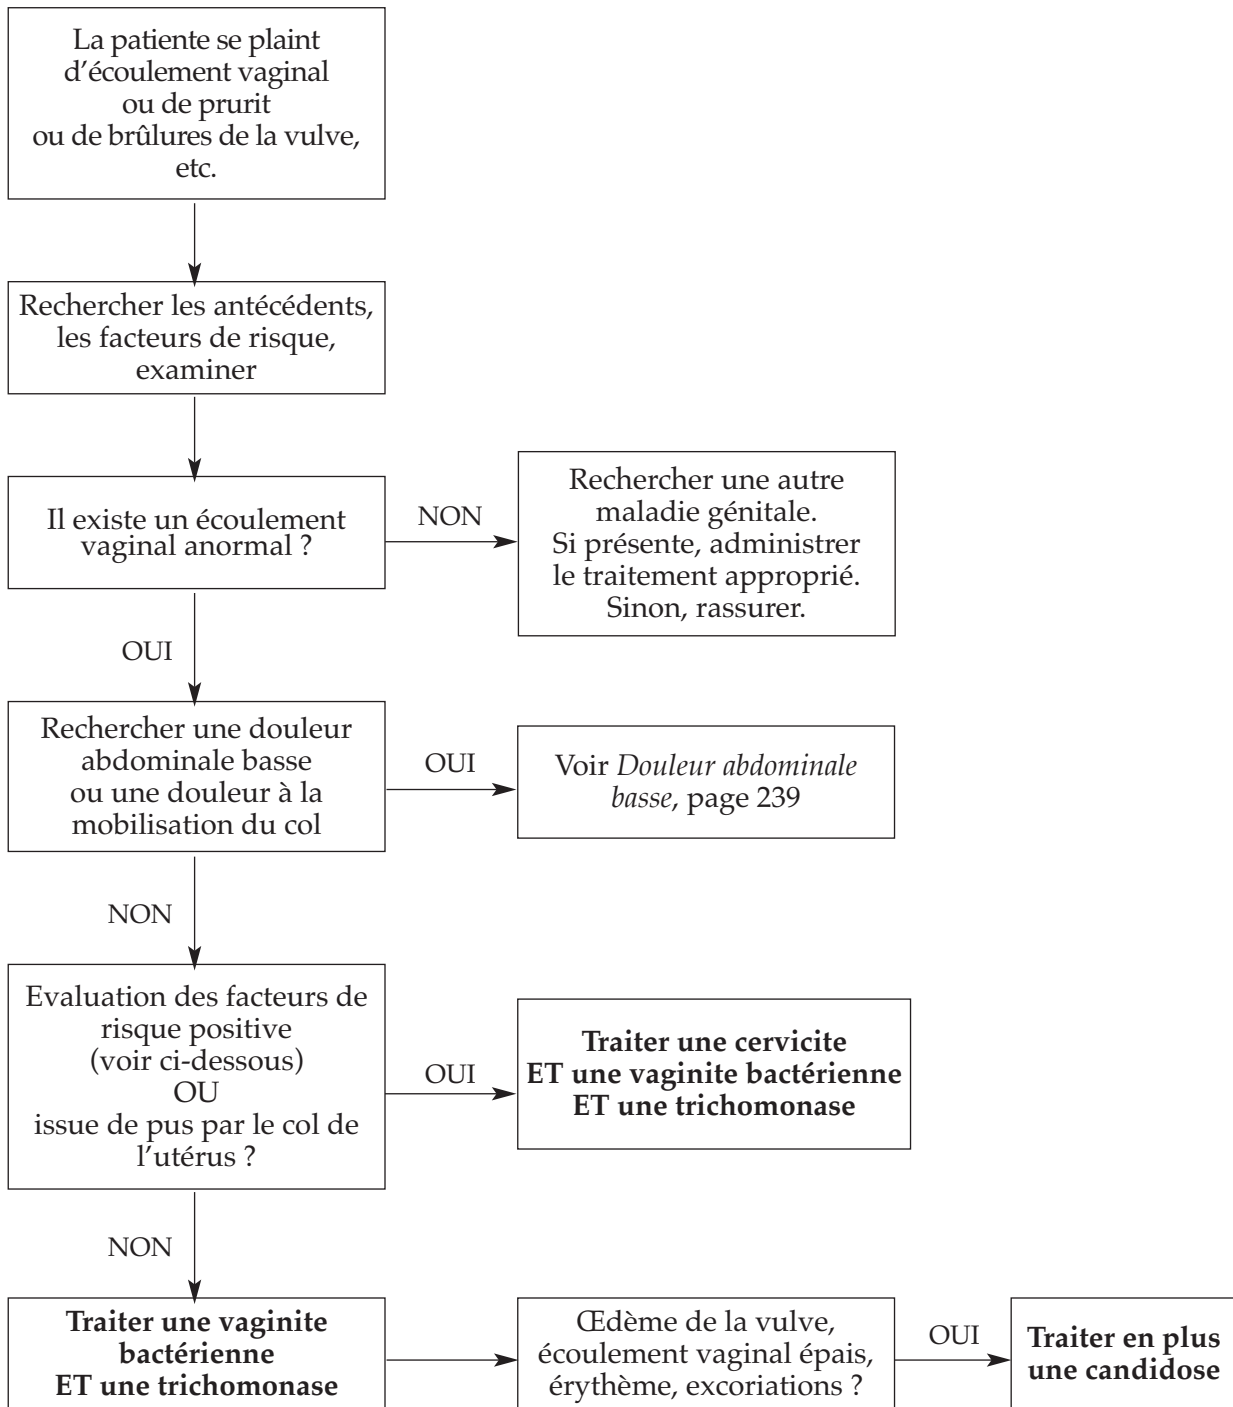 La patiente se plaint
d'écoulement vaginal
ou de prurit
ou de brûlures de la vulve,
etc.
Rechercher les antécédents,
les facteurs de risque,
examiner
Il existe un écoulement
vaginal anormal ?
NON
Rechercher une autre
maladie génitale.
Si présente, administrer
le traitement approprié.
Sinon, rassurer.
OUI
Rechercher une douleur
abdominale basse
ou une douleur à la
mobilisation du col
OUI
Voir Douleur abdominale
basse, page 239
NON
Evaluation des facteurs de
risque positive
(voir ci-dessous)
OU
issue de pus par le col de
l'utérus ?
OUI
Traiter une cervicite
ET une vaginite bactérienne
ET une trichomonase
NON
Traiter une vaginite
bactérienne
ET une trichomonase
Œdème de la vulve,
écoulement vaginal épais,
érythème, excoriations ?
OUI
Traiter en plus
une candidose